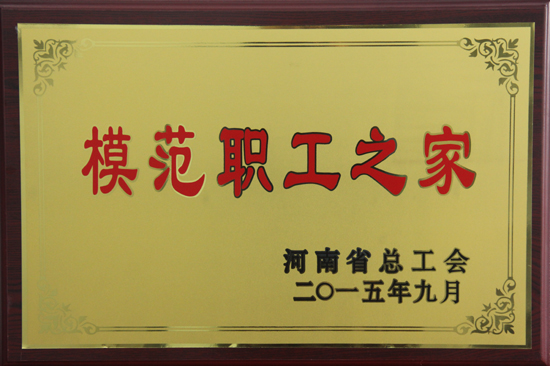 模范职工之家
河南省总工会
二〇一五年九月